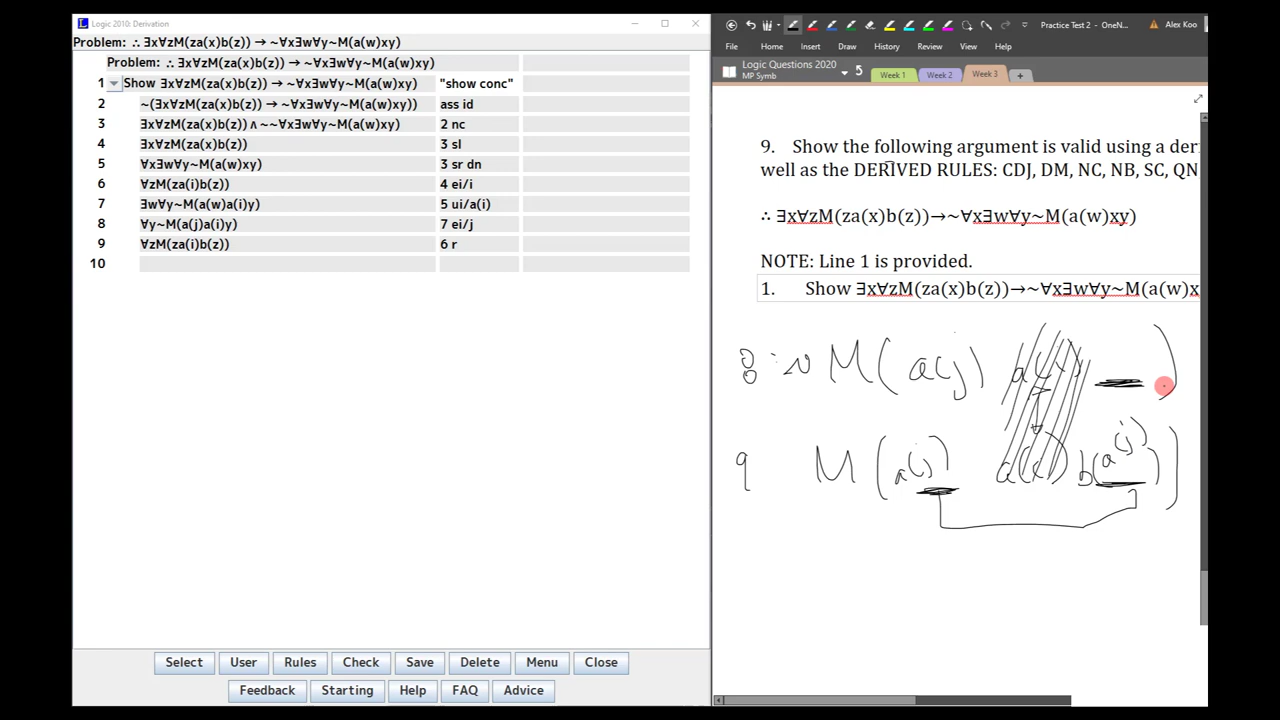 Logic 2010: Derivation
Problem: ∴ ∃x∀zM(za(x)b(z)) → ~∀x∃w∀y~M(a(w)xy)
Problem: ∴ ∃x∀zM(za(x)b(z)) → ~∀x∃w∀y~M(a(w)xy)
1 Show ∃x∀zM(za(x)b(z)) → ~∀x∃w∀y~M(a(w)xy) "show conc"
2 ~(∃x∀zM(za(x)b(z)) → ~∀x∃w∀y~M(a(w)xy)) ass id
3 ∃x∀zM(za(x)b(z)) ∧ ~~∀x∃w∀y~M(a(w)xy) 2 nc
4 ∃x∀zM(za(x)b(z)) 3 sl
5 ∀x∃w∀y~M(a(w)xy) 3 sr dn
6 ∀zM(za(i)b(z)) 4 ei/i
7 ∃w∀y~M(a(w)a(i)y) 5 ui/a(i)
8 ∀y~M(a(j)a(i)y) 7 ei/j
9 ∀zM(za(i)b(z)) 6 r
10
Select User Rules Check Save Delete Menu Close
Feedback Starting Help FAQ Advice
Practice Test 2 - OneN... Alex Koo
File Home Insert Draw History Review View Help
Logic Questions 2020
MP Symb
Week 1 Week 2 Week 3 +
9. Show the following argument is valid using a der
well as the DERIVED RULES: CDJ, DM, NC, NB, SC, QN
∴ ∃x∀zM(za(x)b(z))→~∀x∃w∀y~M(a(w)xy)
NOTE: Line 1 is provided.
1. Show ∃x∀zM(za(x)b(z))→~∀x∃w∀y~M(a(w)x
8: ~M(a(j) a(i) )
9 M(a(j) a(i) b(a(j)))